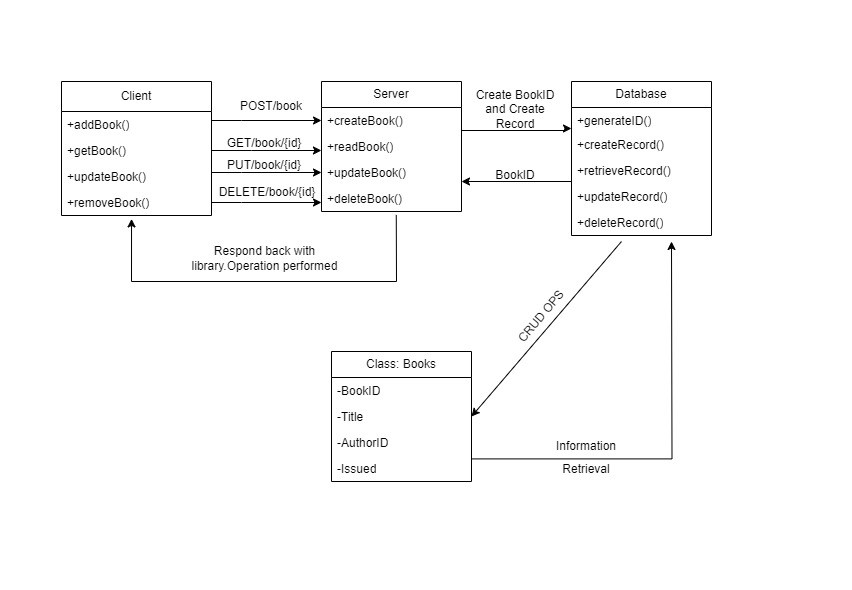 Client
+addBook()
+getBook()
+updateBook()
+removeBook()
POST/book
GET/book/{id}
PUT/book/{id}
DELETE/book/{id}
Server
+createBook()
+readBook()
+updateBook()
+deleteBook()
Create BookID
and Create
Record
BookID
Database
+generateID()
+createRecord()
+retrieveRecord()
+updateRecord()
+deleteRecord()
Respond back with
library.Operation performed
CRUD OPS
Class: Books
-BookID
-Title
-AuthorID
-Issued
Information
Retrieval